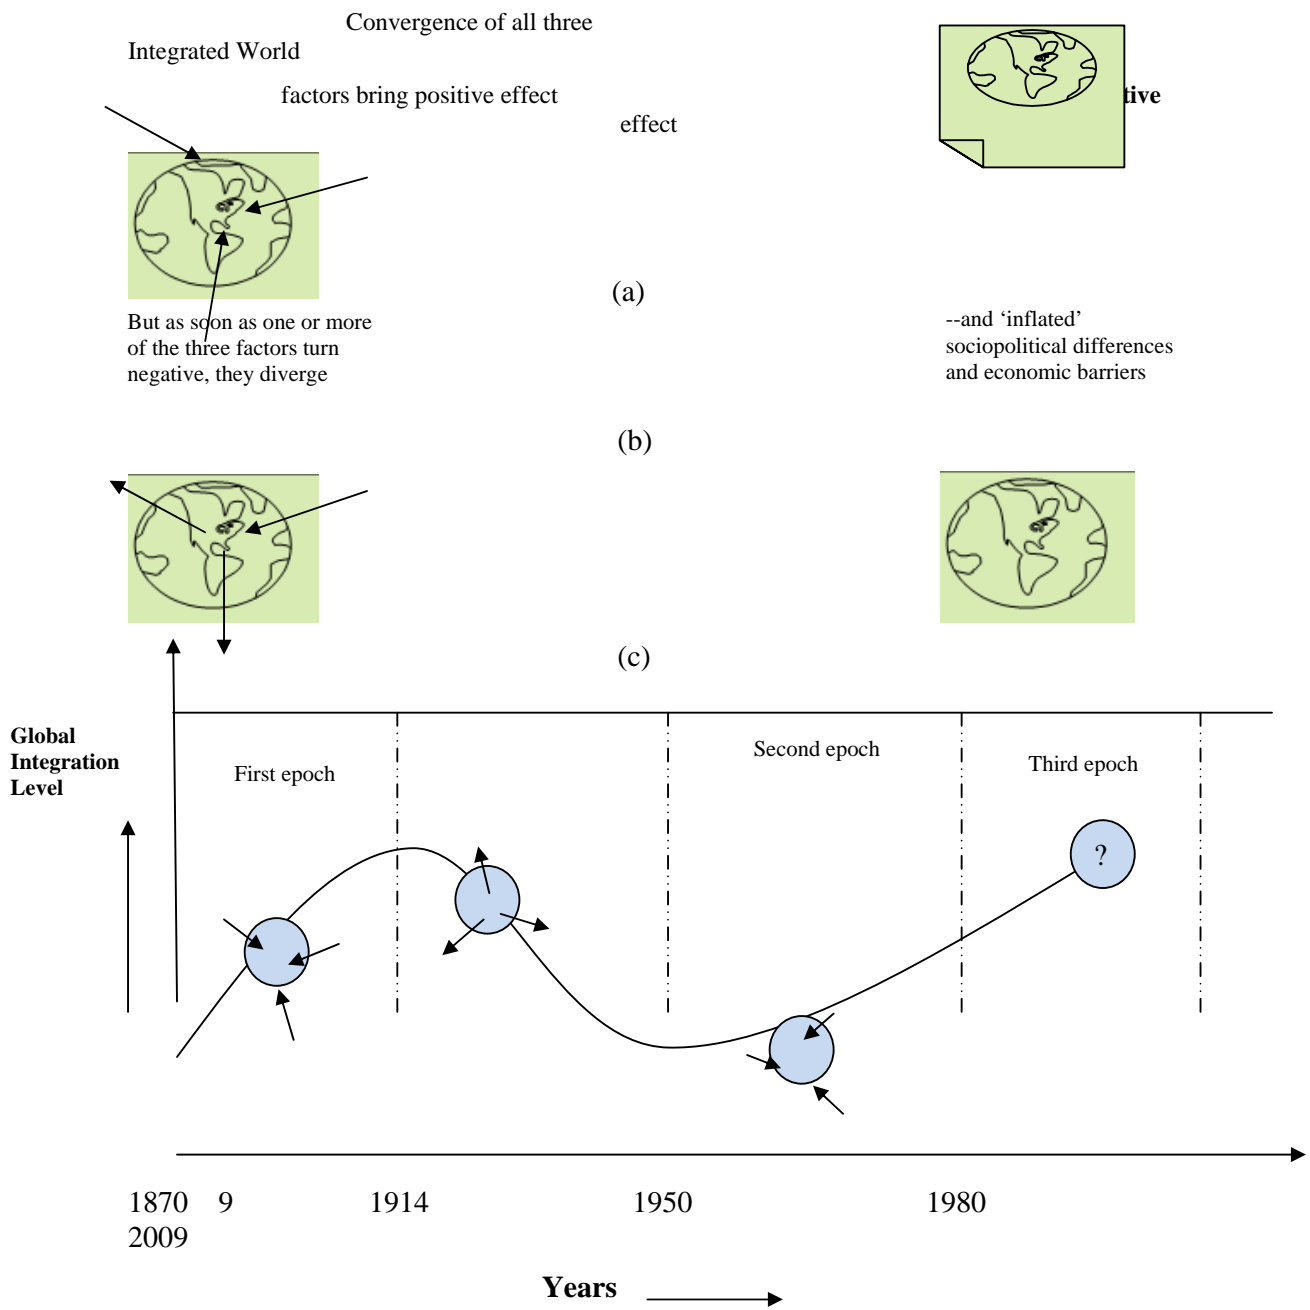 Convergence of all three
Integrated World
factors bring positive effect
tive
effect
(a)
But as soon as one or more
of the three factors turn
negative, they diverge
--and ‘inflated’
sociopolitical differences
and economic barriers
(b)
(c)
Global
Integration
Level
First epoch
Second epoch
Third epoch
?
1870 9 1914 1950 1980
2009
Years